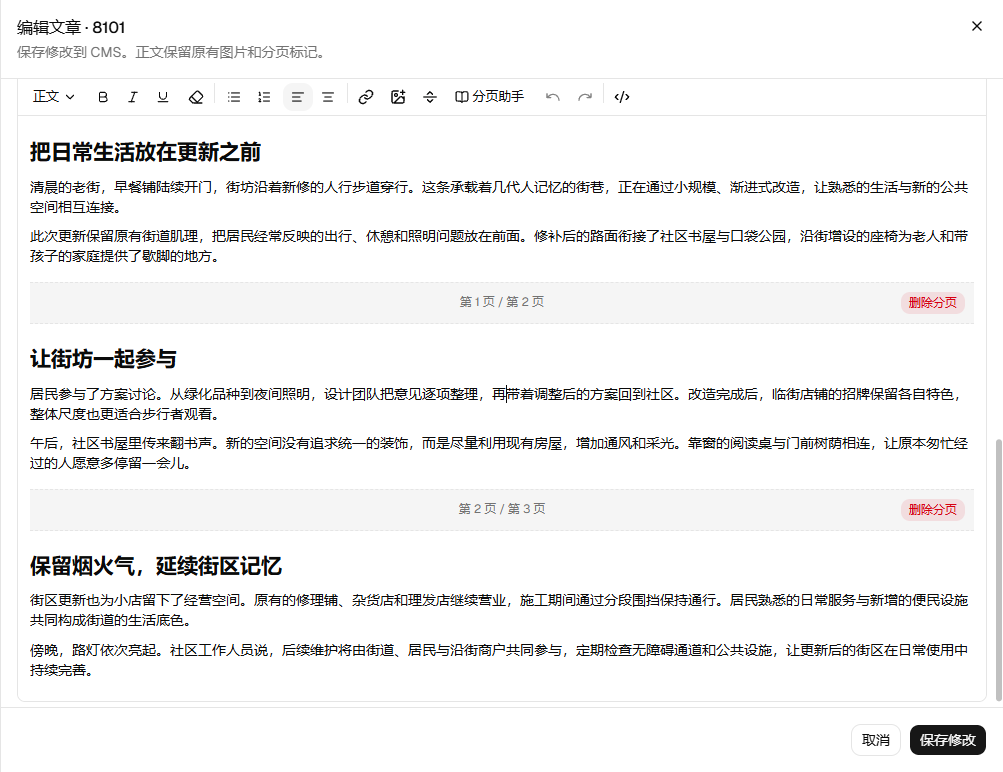 编辑文章 · 8101
保存修改到 CMS。正文保留原有图片和分页标记。
正文 B I U 分页助手
把日常生活放在更新之前
清晨的老街，早餐铺陆续开门，街坊沿着新修的人行步道穿行。这条承载着几代人记忆的街巷，正在通过小规模、渐进式改造，让熟悉的生活与新的公共
空间相互连接。
此次更新保留原有街道肌理，把居民经常反映的出行、休憩和照明问题放在前面。修补后的路面衔接了社区书屋与口袋公园，沿街增设的座椅为老人和带
孩子的家庭提供了歇脚的地方。
第 1 页 / 第 2 页 删除分页
让街坊一起参与
居民参与了方案讨论。从绿化品种到夜间照明，设计团队把意见逐项整理，再带着调整后的方案回到社区。改造完成后，临街店铺的招牌保留各自特色，
整体尺度也更适合步行者观看。
午后，社区书屋里传来翻书声。新的空间没有追求统一的装饰，而是尽量利用现有房屋，增加通风和采光。靠窗的阅读桌与门前树荫相连，让原本匆忙经
过的人愿意多停留一会儿。
第 2 页 / 第 3 页 删除分页
保留烟火气，延续街区记忆
街区更新也为小店留下了经营空间。原有的修理铺、杂货店和理发店继续营业，施工期间通过分段围挡保持通行。居民熟悉的日常服务与新增的便民设施
共同构成街道的生活底色。
傍晚，路灯依次亮起。社区工作人员说，后续维护将由街道、居民与沿街商户共同参与，定期检查无障碍通道和公共设施，让更新后的街区在日常使用中
持续完善。
取消 保存修改